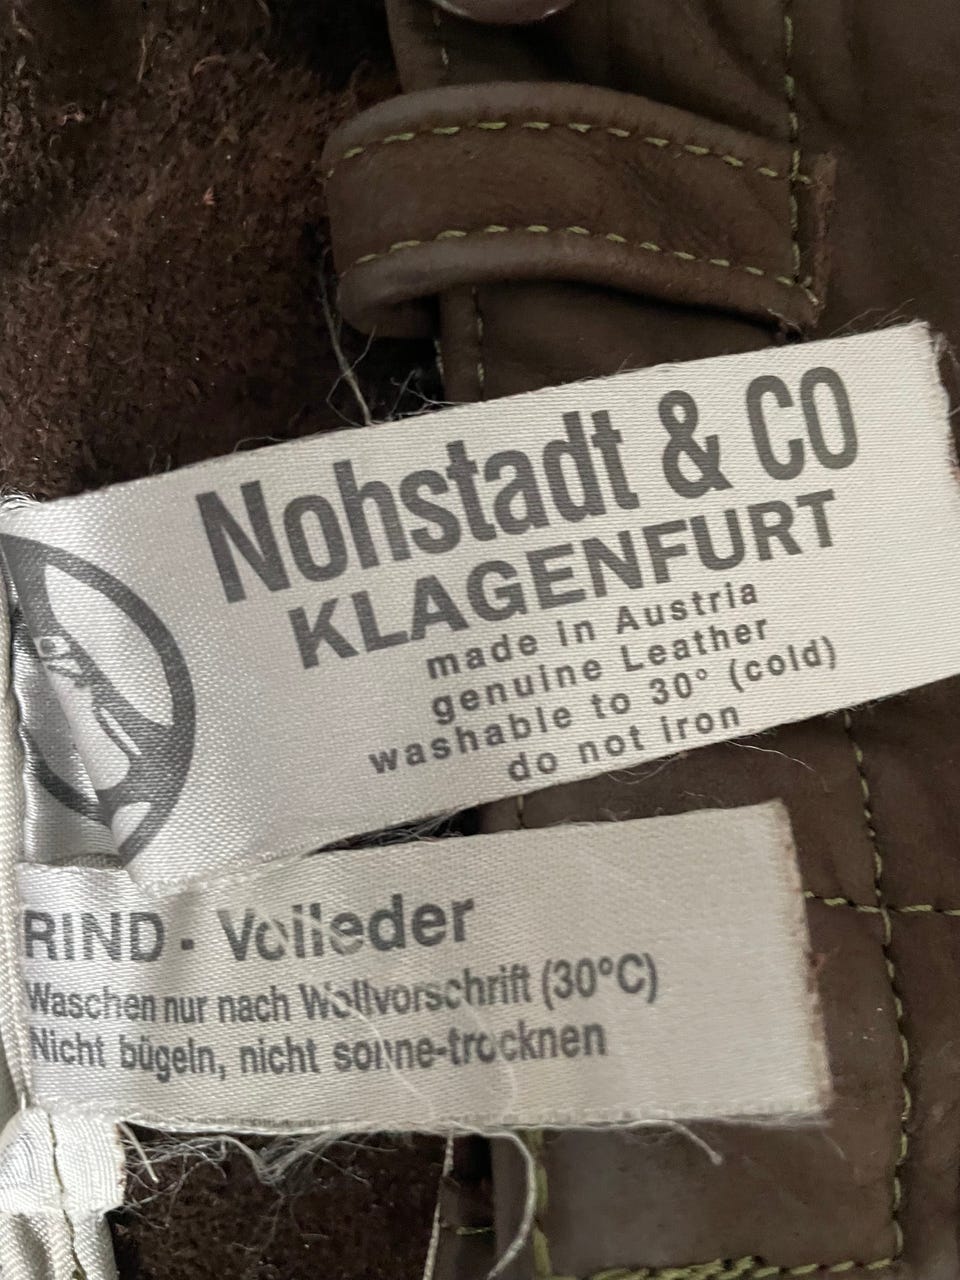 Nohstadt & CO
KLAGENFURT
made in Austria
genuine Leather
washable to 30° (cold)
do not iron
RIND - Vollleder
Waschen nur nach Wollvorschrift (30°C)
Nicht bügeln, nicht sonne-trocknen